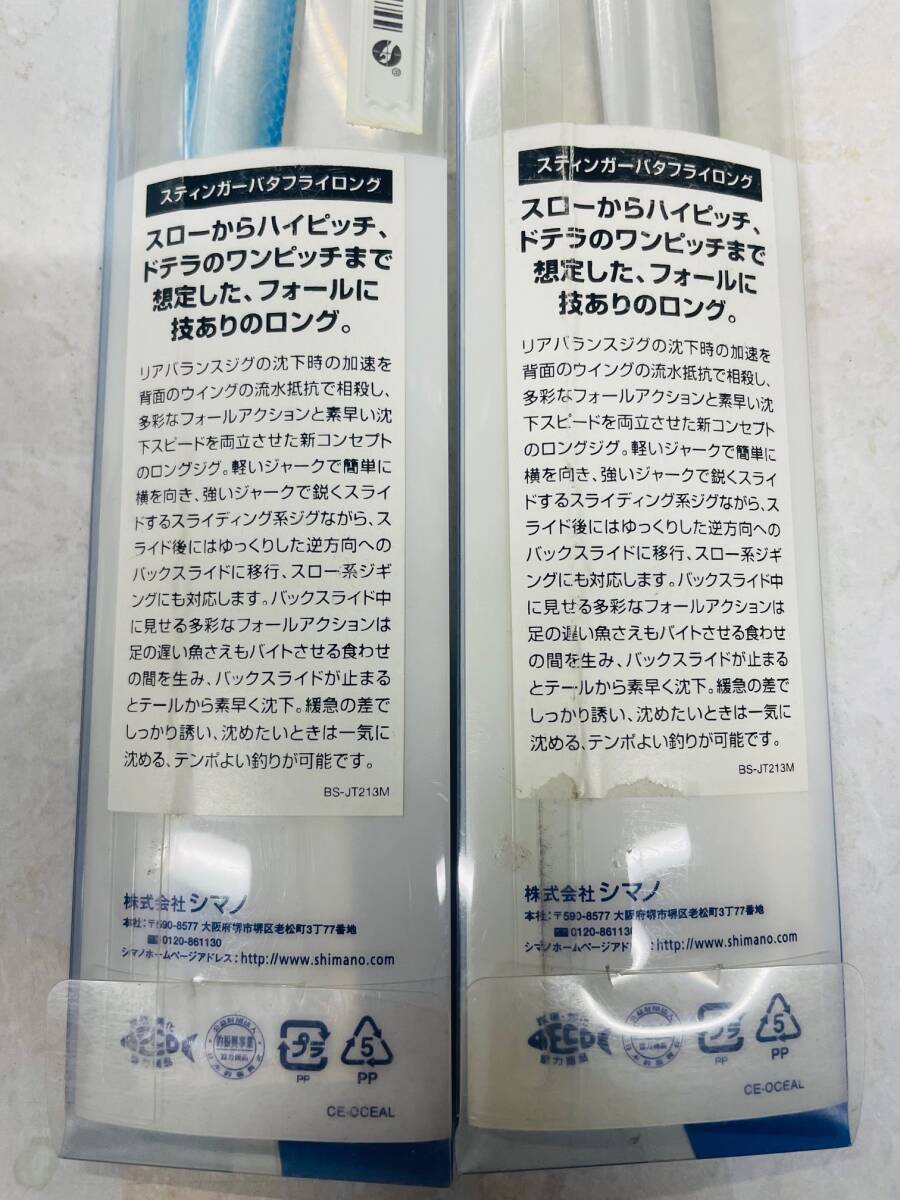 スティンガーバタフライロング
スローからハイピッチ、
ドテラのワンピッチまで
想定した、フォールに
技ありのロング。
リアバランスジグの沈下時の加速を
背面のウイングの流水抵抗で相殺し、
多彩なフォールアクションと素早い沈
下スピードを両立させた新コンセプト
のロングジグ。軽いジャークで簡単に
横を向き、強いジャークで鋭くスライ
ドするスライディング系ジグながら、ス
ライド後にはゆっくりした逆方向への
バックスライドに移行、スロー系ジギ
ングにも対応します。バックスライド中
に見せる多彩なフォールアクションは
足の遅い魚さえもバイトさせる食わせ
の間を生み、バックスライドが止まる
とテールから素早く沈下。緩急の差で
しっかり誘い、沈めたいときは一気に
沈める、テンポよい釣りが可能です。
BS-JT213M
株式会社シマノ
本社:〒590-8577 大阪府堺市堺区老松町3丁77番地
0120-861130
シマノホームページアドレス:http://www.shimano.com
ECO
協力商品
プラ
PP
5
PP
CE-OCEAL
スティンガーバタフライロング
スローからハイピッチ、
ドテラのワンピッチまで
想定した、フォールに
技ありのロング。
リアバランスジグの沈下時の加速を
背面のウイングの流水抵抗で相殺し、
多彩なフォールアクションと素早い沈
下スピードを両立させた新コンセプト
のロングジグ。軽いジャークで簡単に
横を向き、強いジャークで鋭くスライ
ドするスライディング系ジグながら、ス
ライド後にはゆっくりした逆方向への
バックスライドに移行、スロー系ジギ
ングにも対応します。バックスライド中
に見せる多彩なフォールアクションは
足の遅い魚さえもバイトさせる食わせ
の間を生み、バックスライドが止まる
とテールから素早く沈下。緩急の差で
しっかり誘い、沈めたいときは一気に
沈める、テンポよい釣りが可能です。
BS-JT213M
株式会社シマノ
本社:〒590-8577 大阪府堺市堺区老松町3丁77番地
0120-861130
シマノホームページアドレス:http://www.shimano.com
ECO
協力商品
プラ
PP
5
PP
CE-OCEAL